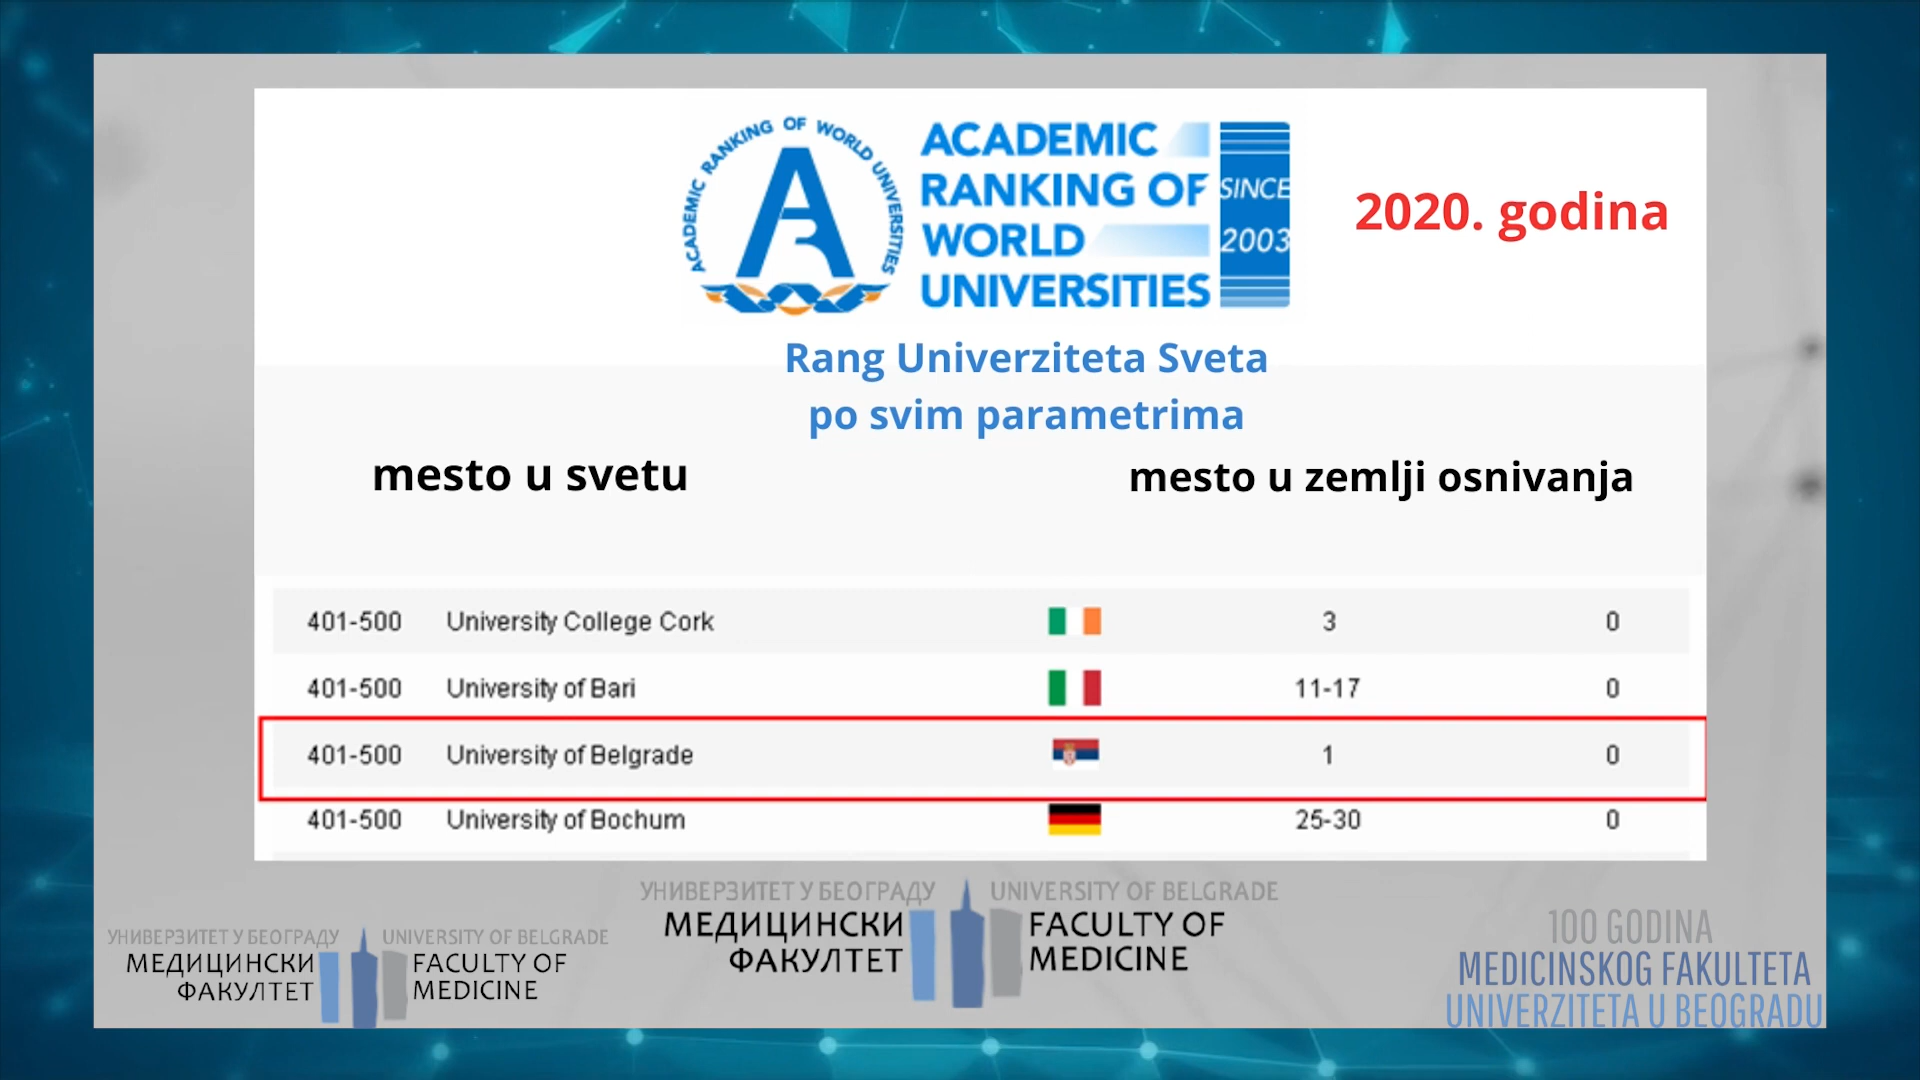 ACADEMIC RANKING OF WORLD UNIVERSITIES
ACADEMIC
RANKING OF
WORLD
UNIVERSITIES
SINCE
2003
2020. godina
Rang Univerziteta Sveta
po svim parametrima
mesto u svetu
mesto u zemlji osnivanja
401-500 University College Cork 3 0
401-500 University of Bari 11-17 0
401-500 University of Belgrade 1 0
401-500 University of Bochum 25-30 0
УНИВЕРЗИТЕТ У БЕОГРАДУ
МЕДИЦИНСКИ
ФАКУЛТЕТ
UNIVERSITY OF BELGRADE
FACULTY OF
MEDICINE
УНИВЕРЗИТЕТ У БЕОГРАДУ
МЕДИЦИНСКИ
ФАКУЛТЕТ
UNIVERSITY OF BELGRADE
FACULTY OF
MEDICINE
100 GODINA
MEDICINSKOG FAKULTETA
UNIVERZITETA U BEOGRADU